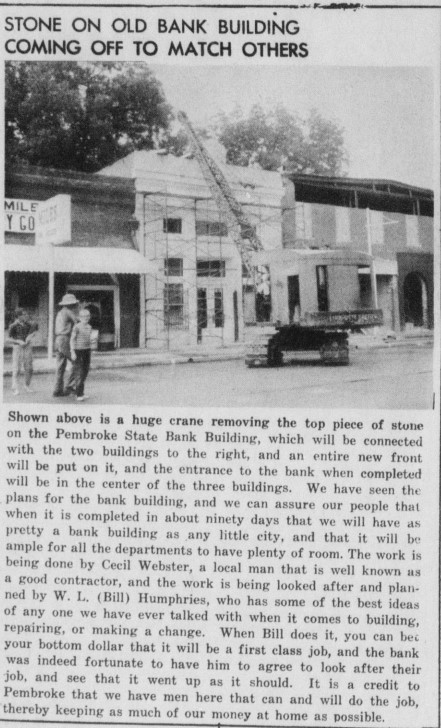 STONE ON OLD BANK BUILDING
COMING OFF TO MATCH OTHERS
MILE
Y GO
Shown above is a huge crane removing the top piece of stone
on the Pembroke State Bank Building, which will be connected
with the two buildings to the right, and an entire new front
will be put on it, and the entrance to the bank when completed
will be in the center of the three buildings. We have seen the
plans for the bank building, and we can assure our people that
when it is completed in about ninety days that we will have as
pretty a bank building as any little city, and that it will be
ample for all the departments to have plenty of room. The work is
being done by Cecil Webster, a local man that is well known as
a good contractor, and the work is being looked after and plan-
ned by W. L. (Bill) Humphries, who has some of the best ideas
of any one we have ever talked with when it comes to building,
repairing, or making a change. When Bill does it, you can bet
your bottom dollar that it will be a first class job, and the bank
was indeed fortunate to have him to agree to look after their
job, and see that it went up as it should. It is a credit to
Pembroke that we have men here that can and will do the job,
thereby keeping as much of our money at home as possible.